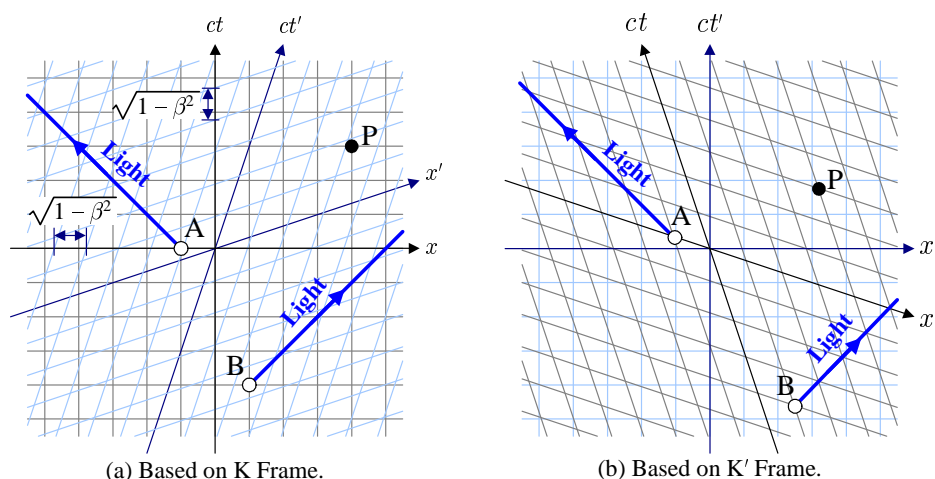 ct
ct′
√1 − β²
P
Light
x′
√1 − β²
A
x
Light
B
(a) Based on K Frame.
ct
ct′
P
Light
A
x
x
Light
B
(b) Based on K′ Frame.